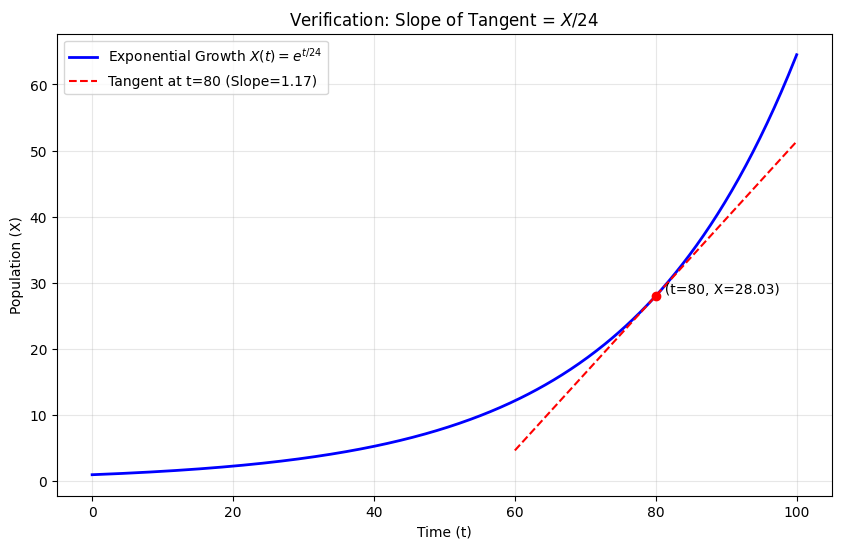 Verification: Slope of Tangent = X/24
Exponential Growth X(t) = e^{t/24}
Tangent at t=80 (Slope=1.17)
Population (X)
60
50
40
30
20
10
0
(t=80, X=28.03)
0 20 40 60 80 100
Time (t)